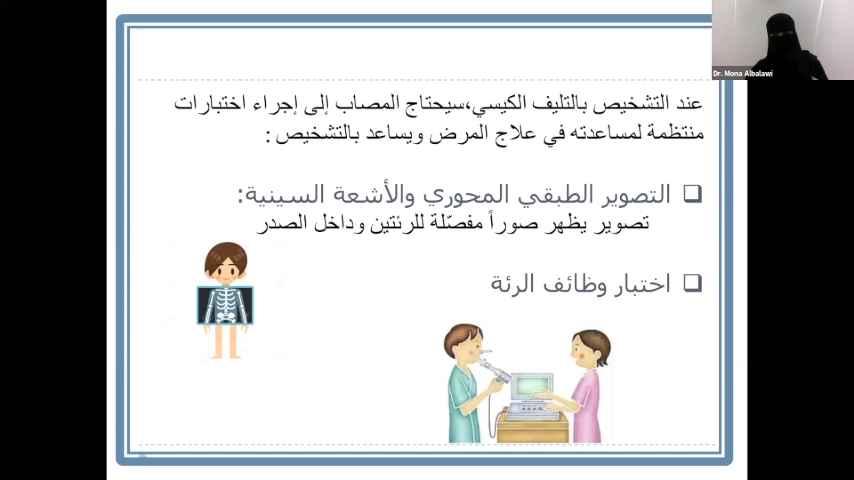 Dr. Mona Albalawi
عند التشخيص بالتليف الكيسي،سيحتاج المصاب إلى إجراء اختبارات
منتظمة لمساعدته في علاج المرض ويساعد بالتشخيص :
التصوير الطبقي المحوري والأشعة السينية:
تصوير يظهر صوراً مفصّلة للرئتين وداخل الصدر
اختبار وظائف الرئة